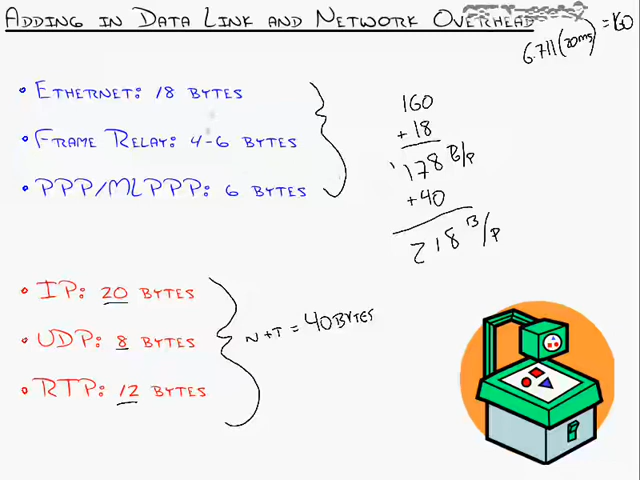 Adding in Data Link and Network Overhead
G.711 (20ms) = 160
• Ethernet: 18 bytes
• Frame Relay: 4-6 bytes
• PPP/MLPPP: 6 bytes
160
+ 18
178 B/P
+40
218 B/P
• IP: 20 bytes
• UDP: 8 bytes
• RTP: 12 bytes
N+T = 40 bytes